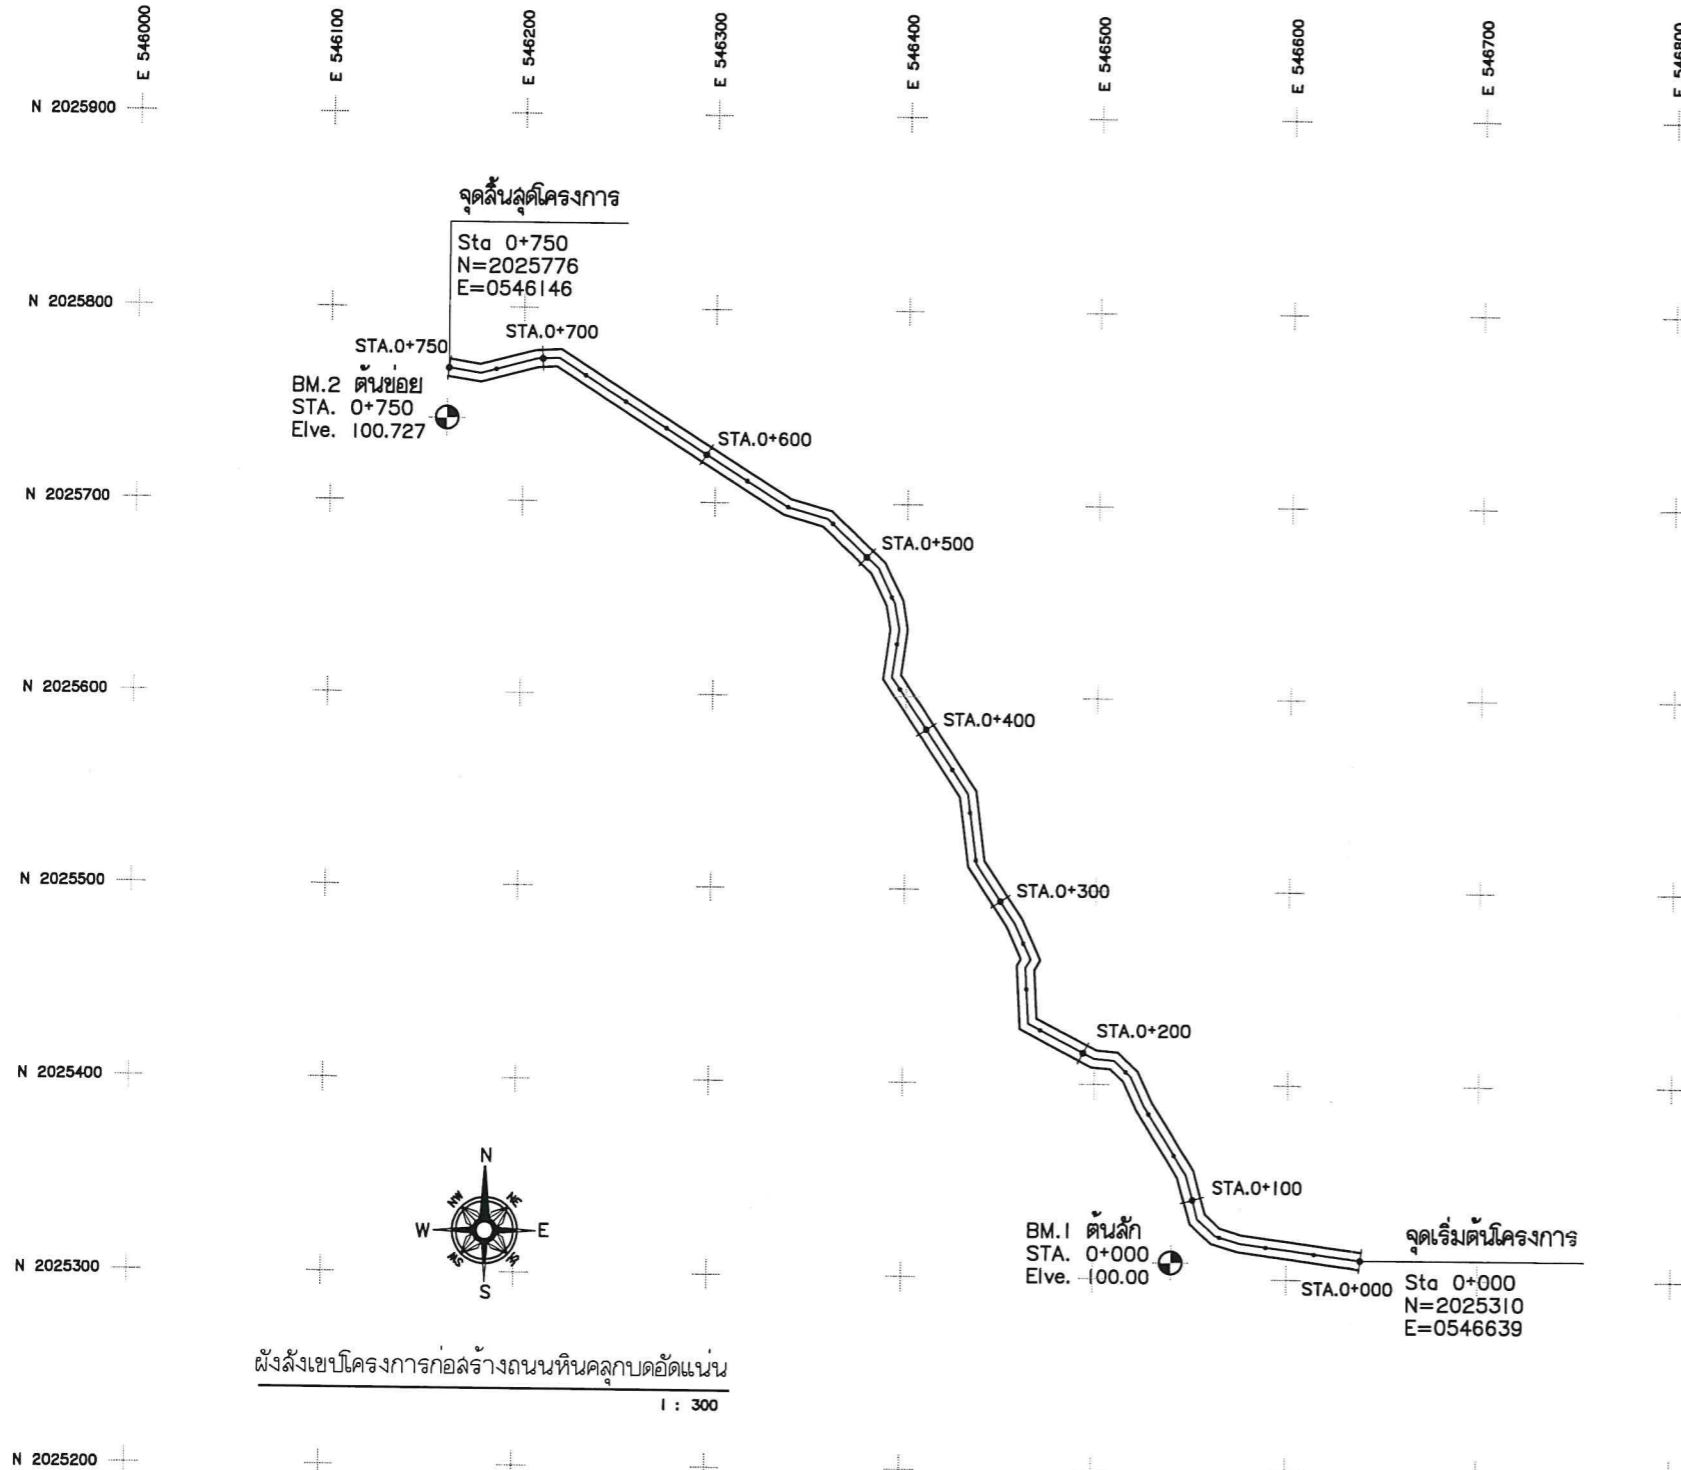 E 546000
E 546100
E 546200
E 546300
E 546400
E 546500
E 546600
E 546700
E 546800
N 2025900
จุดสิ้นสุดโครงการ
Sta 0+750
N=2025776
E=0546146
N 2025800
STA.0+700
STA.0+750
BM.2 ต้นข่อย
STA. 0+750
Elve. 100.727
STA.0+600
N 2025700
STA.0+500
N 2025600
STA.0+400
N 2025500
STA.0+300
STA.0+200
N 2025400
N
NW NE
W E
SW SE
S
STA.0+100
BM.1 ต้นสัก
STA. 0+000
Elve. 100.00
จุดเริ่มต้นโครงการ
N 2025300
STA.0+000
Sta 0+000
N=2025310
E=0546639
ผังสังเขปโครงการก่อสร้างถนนหินคลุกบดอัดแน่น
1 : 300
N 2025200